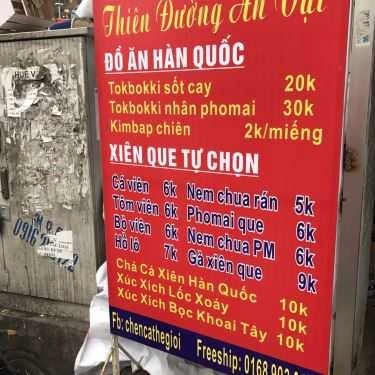 Thiên Đường Ăn Vặt
ĐỒ ĂN HÀN QUỐC
Tokbokki sốt cay 20k
Tokbokki nhân phomai 30k
Kimbap chiên 2k/miếng
XIÊN QUE TỰ CHỌN
Cá viên 6k Nem chua rán 5k
Tôm viên 6k Phomai que 6k
Bò viên 6k Nem chua PM 6k
Hồ lô 7k Gà xiên que 9k
Chả Cá Xiên Hàn Quốc 10k
Xúc Xích Lốc Xoáy 10k
Xúc Xích Bọc Khoai Tây 10k
Fb: chencathegioi Freeship: 0168 992
HUE V
0916